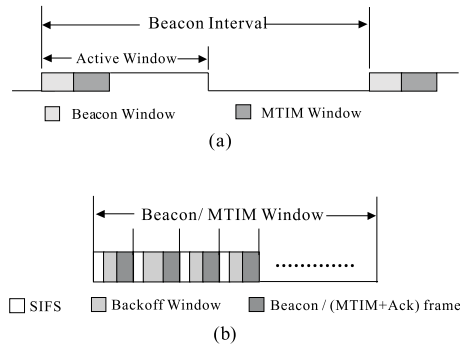 Beacon Interval
Active Window
Beacon Window
MTIM Window
(a)
Beacon/ MTIM Window
SIFS
Backoff Window
Beacon / (MTIM+Ack) frame
(b)